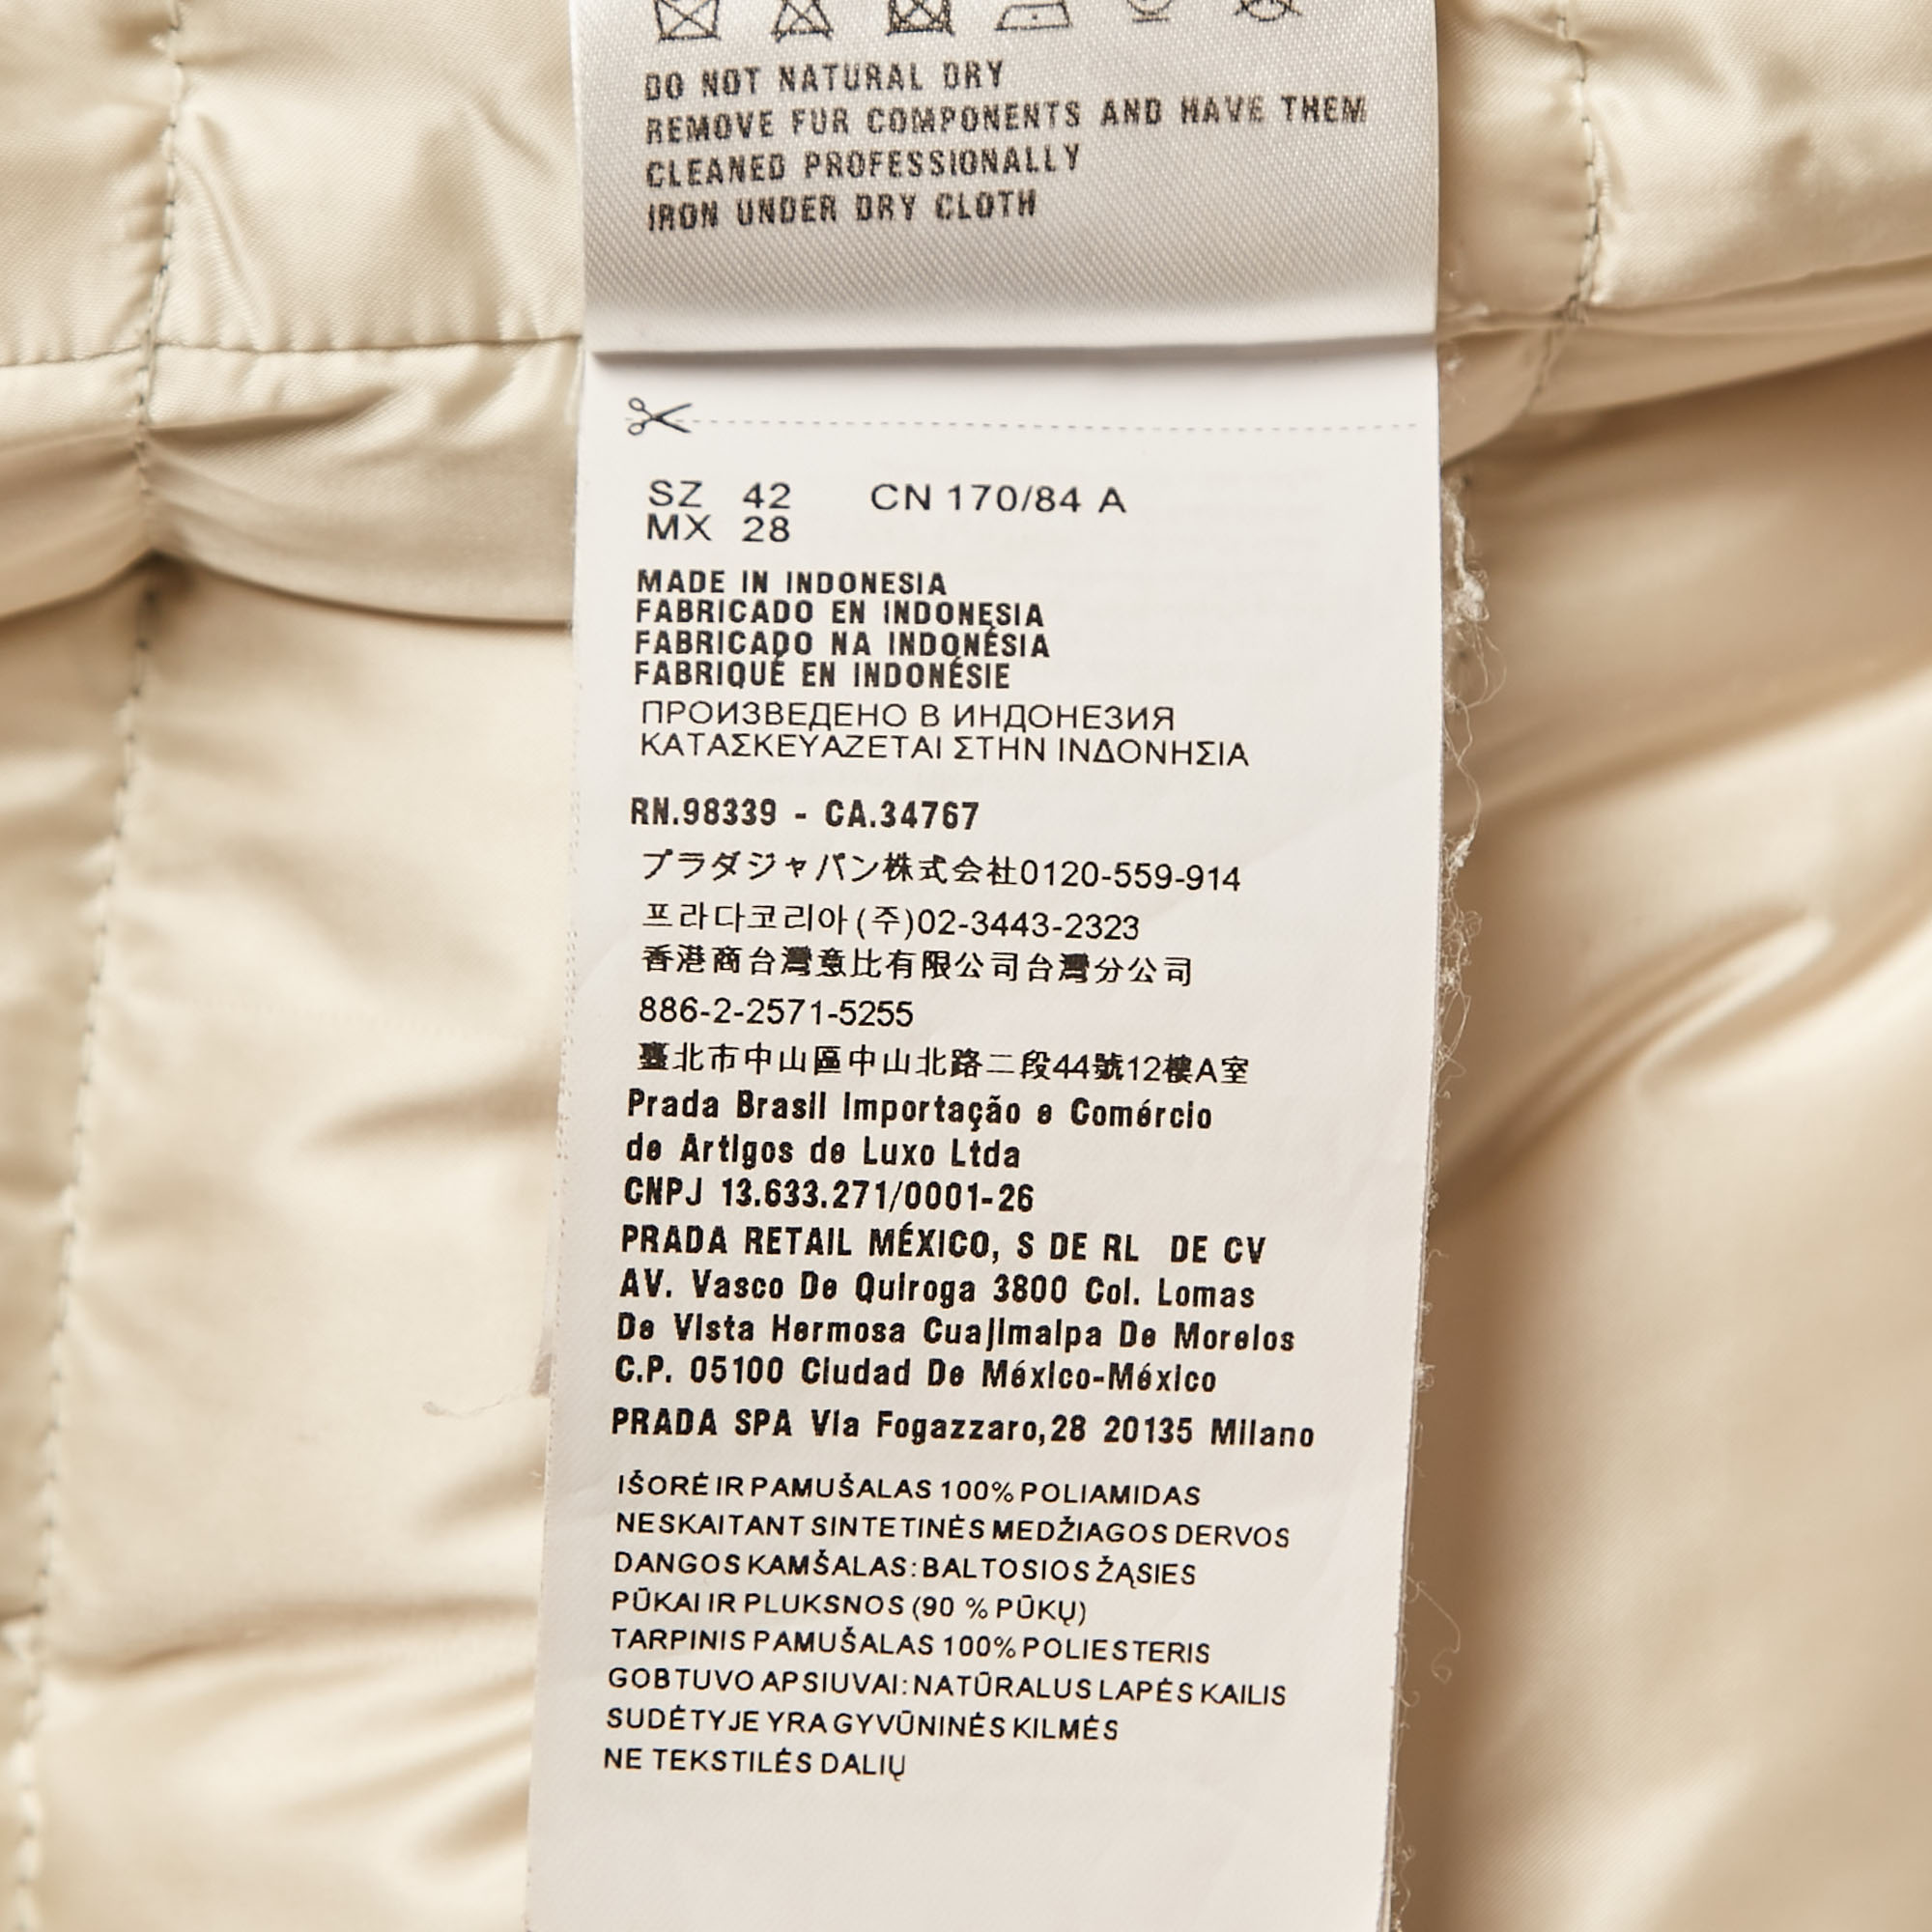 DO NOT NATURAL DRY
REMOVE FUR COMPONENTS AND HAVE THEM
CLEANED PROFESSIONALLY
IRON UNDER DRY CLOTH
SZ 42 CN 170/84 A
MX 28
MADE IN INDONESIA
FABRICADO EN INDONESIA
FABRICADO NA INDONÉSIA
FABRIQUÉ EN INDONÉSIE
ПРОИЗВЕДЕНО В ИНДОНЕЗИЯ
ΚΑΤΑΣΚΕΥΑΖΕΤΑΙ ΣΤΗΝ ΙΝΔΟΝΗΣΙΑ
RN.98339 - CA.34767
プラダジャパン株式会社0120-559-914
프라다코리아(주)02-3443-2323
香港商台灣意比有限公司台灣分公司
886-2-2571-5255
臺北市中山區中山北路二段44號12樓A室
Prada Brasil Importação e Comércio
de Artigos de Luxo Ltda
CNPJ 13.633.271/0001-26
PRADA RETAIL MÉXICO, S DE RL DE CV
AV. Vasco De Quiroga 3800 Col. Lomas
De Vista Hermosa Cuajimalpa De Morelos
C.P. 05100 Ciudad De México-México
PRADA SPA Via Fogazzaro,28 20135 Milano
IŠORĖ IR PAMUŠALAS 100% POLIAMIDAS
NESKAITANT SINTETINĖS MEDŽIAGOS DERVOS
DANGOS KAMŠALAS: BALTOSIOS ŽĄSIES
PŪKAI IR PLUKSNOS (90 % PŪKŲ)
TARPINIS PAMUŠALAS 100% POLIESTERIS
GOBTUVO APSIUVAI: NATŪRALUS LAPĖS KAILIS
SUDĖTYJE YRA GYVŪNINĖS KILMĖS
NE TEKSTILĖS DALIŲ